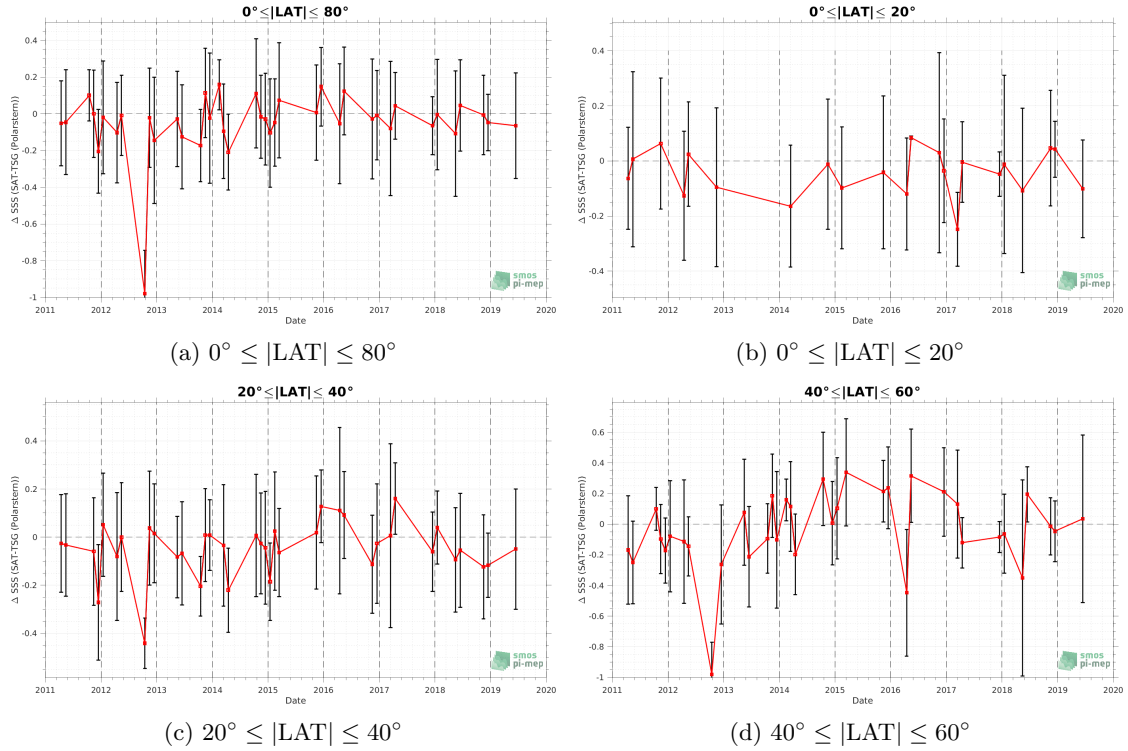 0°≤|LAT|≤ 80°
Δ SSS (SAT-TSG (Polarstern))
0.4
0.2
0
-0.2
-0.4
-0.6
-0.8
-1
2011 2012 2013 2014 2015 2016 2017 2018 2019 2020
Date
smos
pi-mep
(a) 0° ≤ |LAT| ≤ 80°
0°≤|LAT|≤ 20°
Δ SSS (SAT-TSG (Polarstern))
0.4
0.2
0
-0.2
-0.4
2011 2012 2013 2014 2015 2016 2017 2018 2019 2020
Date
smos
pi-mep
(b) 0° ≤ |LAT| ≤ 20°
20°≤|LAT|≤ 40°
Δ SSS (SAT-TSG (Polarstern))
0.4
0.2
0
-0.2
-0.4
2011 2012 2013 2014 2015 2016 2017 2018 2019 2020
Date
smos
pi-mep
(c) 20° ≤ |LAT| ≤ 40°
40°≤|LAT|≤ 60°
Δ SSS (SAT-TSG (Polarstern))
0.6
0.4
0.2
0
-0.2
-0.4
-0.6
-0.8
-1
2011 2012 2013 2014 2015 2016 2017 2018 2019 2020
Date
smos
pi-mep
(d) 40° ≤ |LAT| ≤ 60°